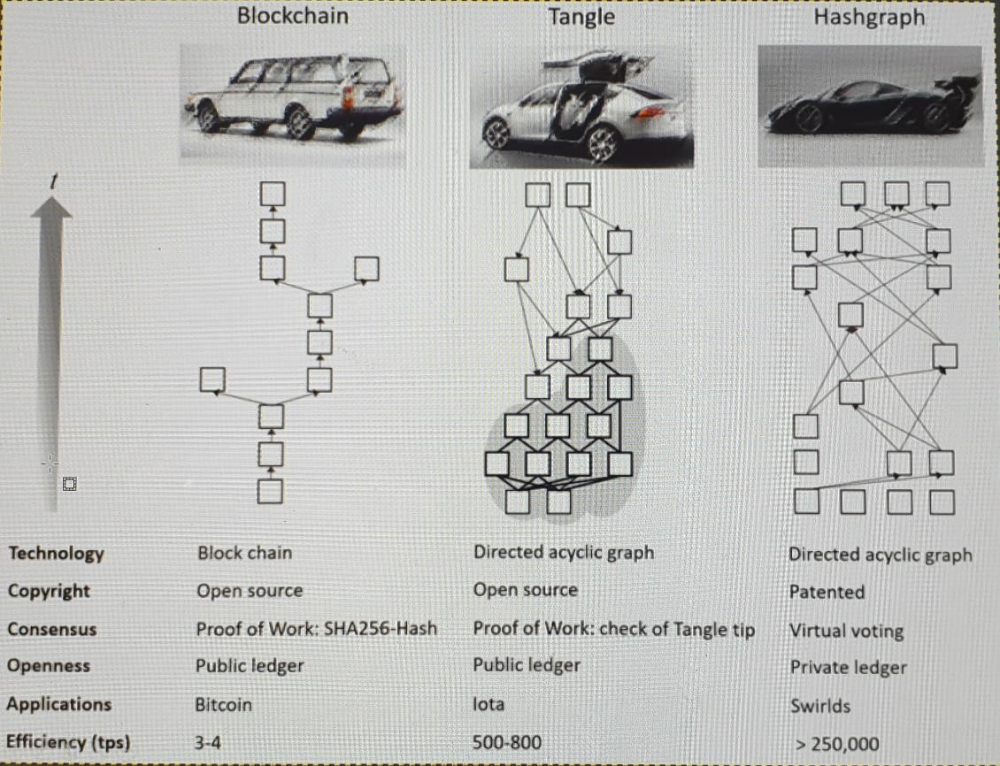 Blockchain Tangle Hashgraph
t
Technology Block chain Directed acyclic graph Directed acyclic graph
Copyright Open source Open source Patented
Consensus Proof of Work: SHA256-Hash Proof of Work: check of Tangle tip Virtual voting
Openness Public ledger Public ledger Private ledger
Applications Bitcoin Iota Swirlds
Efficiency (tps) 3-4 500-800 > 250,000